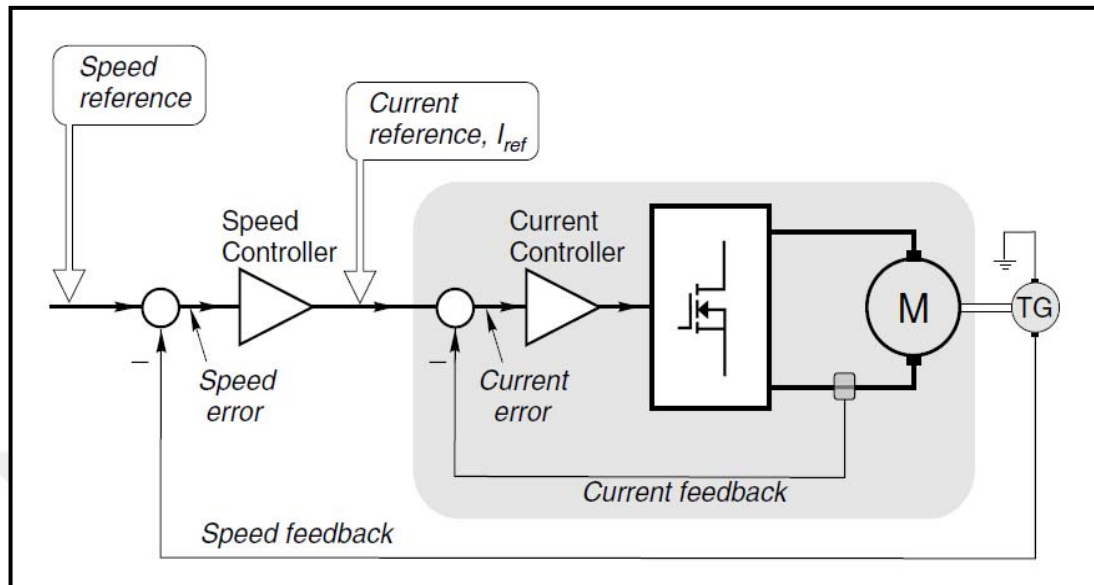 Speed
reference
Current
reference, Iref
Speed
Controller
Current
Controller
M
TG
–
Speed
error
–
Current
error
Current feedback
Speed feedback